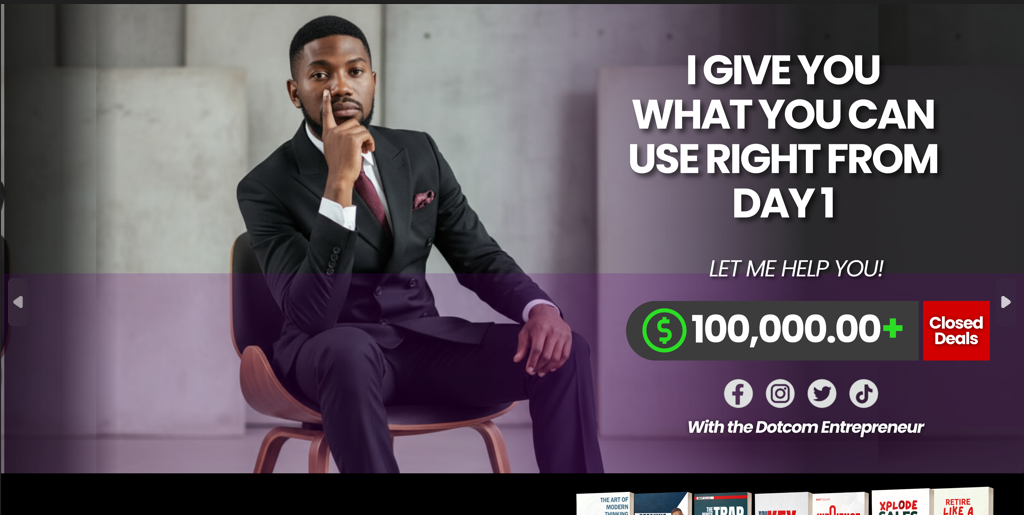 I GIVE YOU
WHAT YOU CAN
USE RIGHT FROM
DAY 1
LET ME HELP YOU!
$ 100,000.00+
Closed
Deals
With the Dotcom Entrepreneur
THE ART OF
MODERN
THINKING
THE
TRAP
XPLODE
SALES
RETIRE
LIKE A